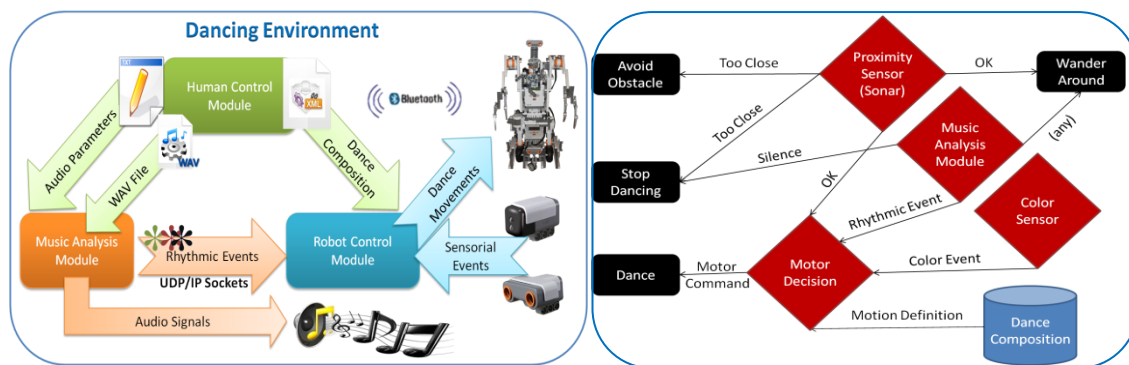 Dancing Environment
TXT
Human Control
Module
XML
Bluetooth
WAV
Audio Parameters
WAV File
Dance
Composition
Dance
Movements
Music Analysis
Module
Rhythmic Events
UDP/IP Sockets
Robot Control
Module
Sensorial
Events
Audio Signals
Avoid
Obstacle
Too Close
Proximity
Sensor
(Sonar)
OK
Wander
Around
Too Close
Music
Analysis
Module
(any)
Silence
Stop
Dancing
OK
Rhythmic Event
Color
Sensor
Dance
Motor
Command
Motor
Decision
Color Event
Motion Definition
Dance
Composition